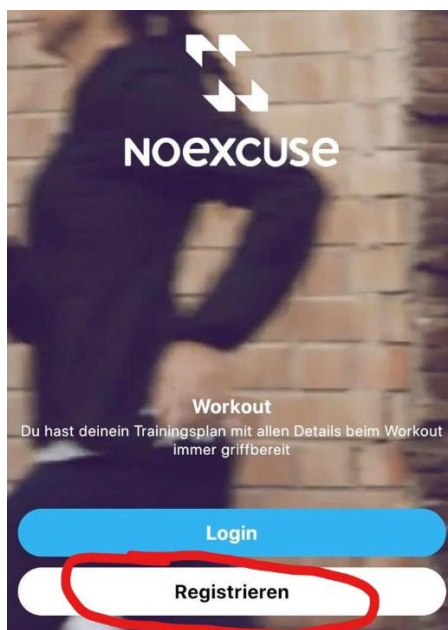 NOeXCUSe
Workout
Du hast deinein Trainingsplan mit allen Details beim Workout
immer griffbereit
Login
Registrieren